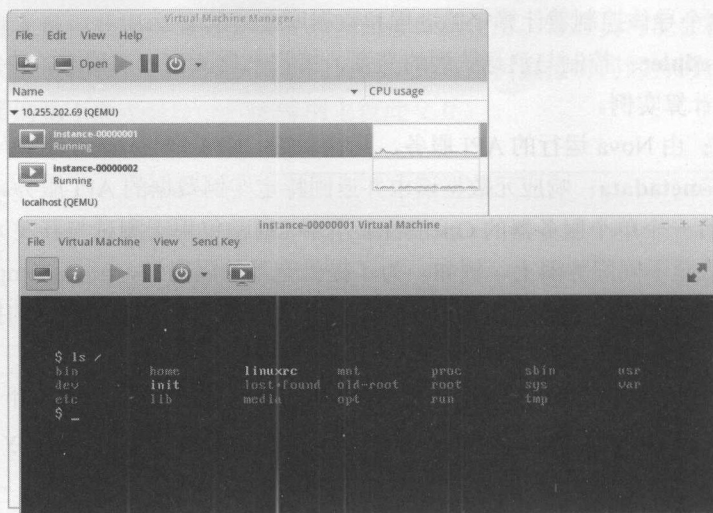 Virtual Machine Manager
File Edit View Help
Open
Name CPU usage
10.255.202.69 (QEMU)
Instance-00000001
Running
Instance-00000002
Running
localhost (QEMU)
Instance-00000001 Virtual Machine
File Virtual Machine View Send Key
$ ls /
bin home linuxrc mnt proc sbin usr
dev init lost+found old-root root sys var
etc lib media opt run tmp
$ _